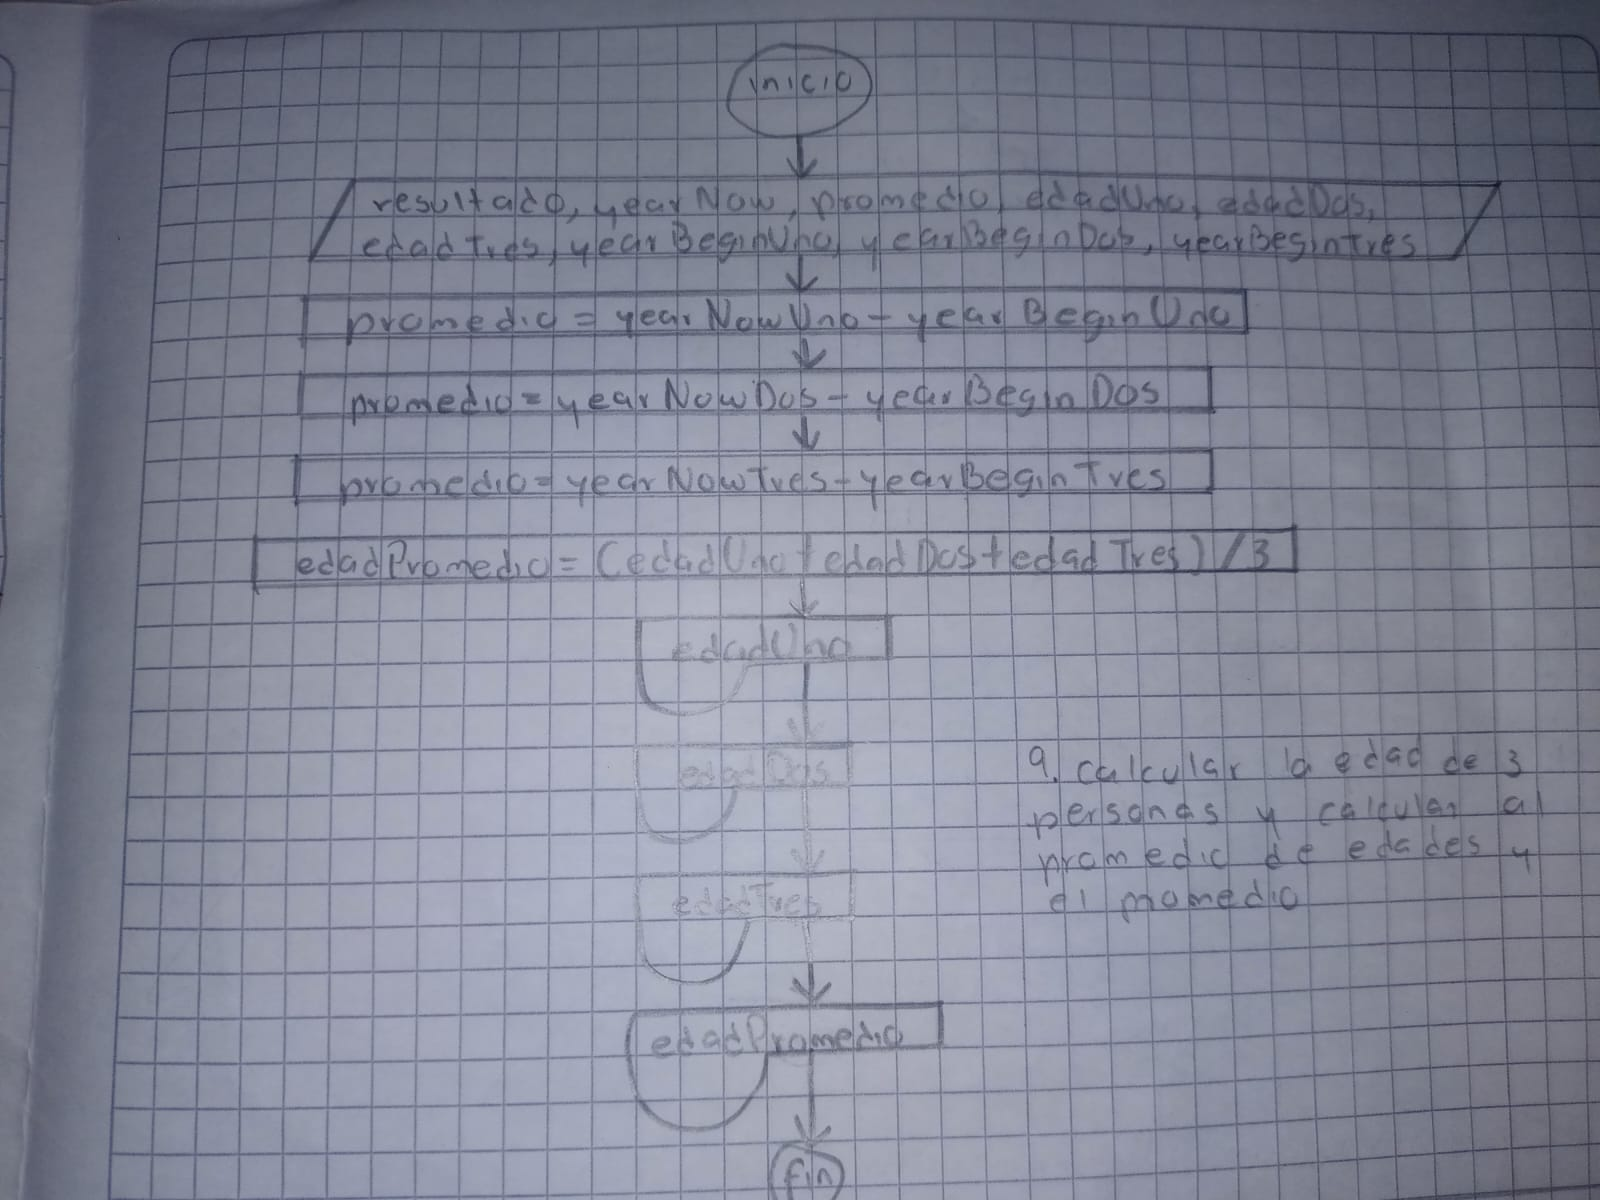 inicio
resultado, yearNow, promedio, edadUno, edadDos,
edadTres, yearBeginUno, yearBeginDos, yearBeginTres
promedio = yearNowUno - yearBeginUno
promedio = yearNowDos - yearBeginDos
promedio = yearNowTres - yearBeginTres
edadPromedio = (edadUno + edadDos + edadTres) / 3
edadUno
edadDos
edadTres
edadPromedio
fin
9. calcular la edad de 3
personas y calcular al
promedio de edades y
el promedio